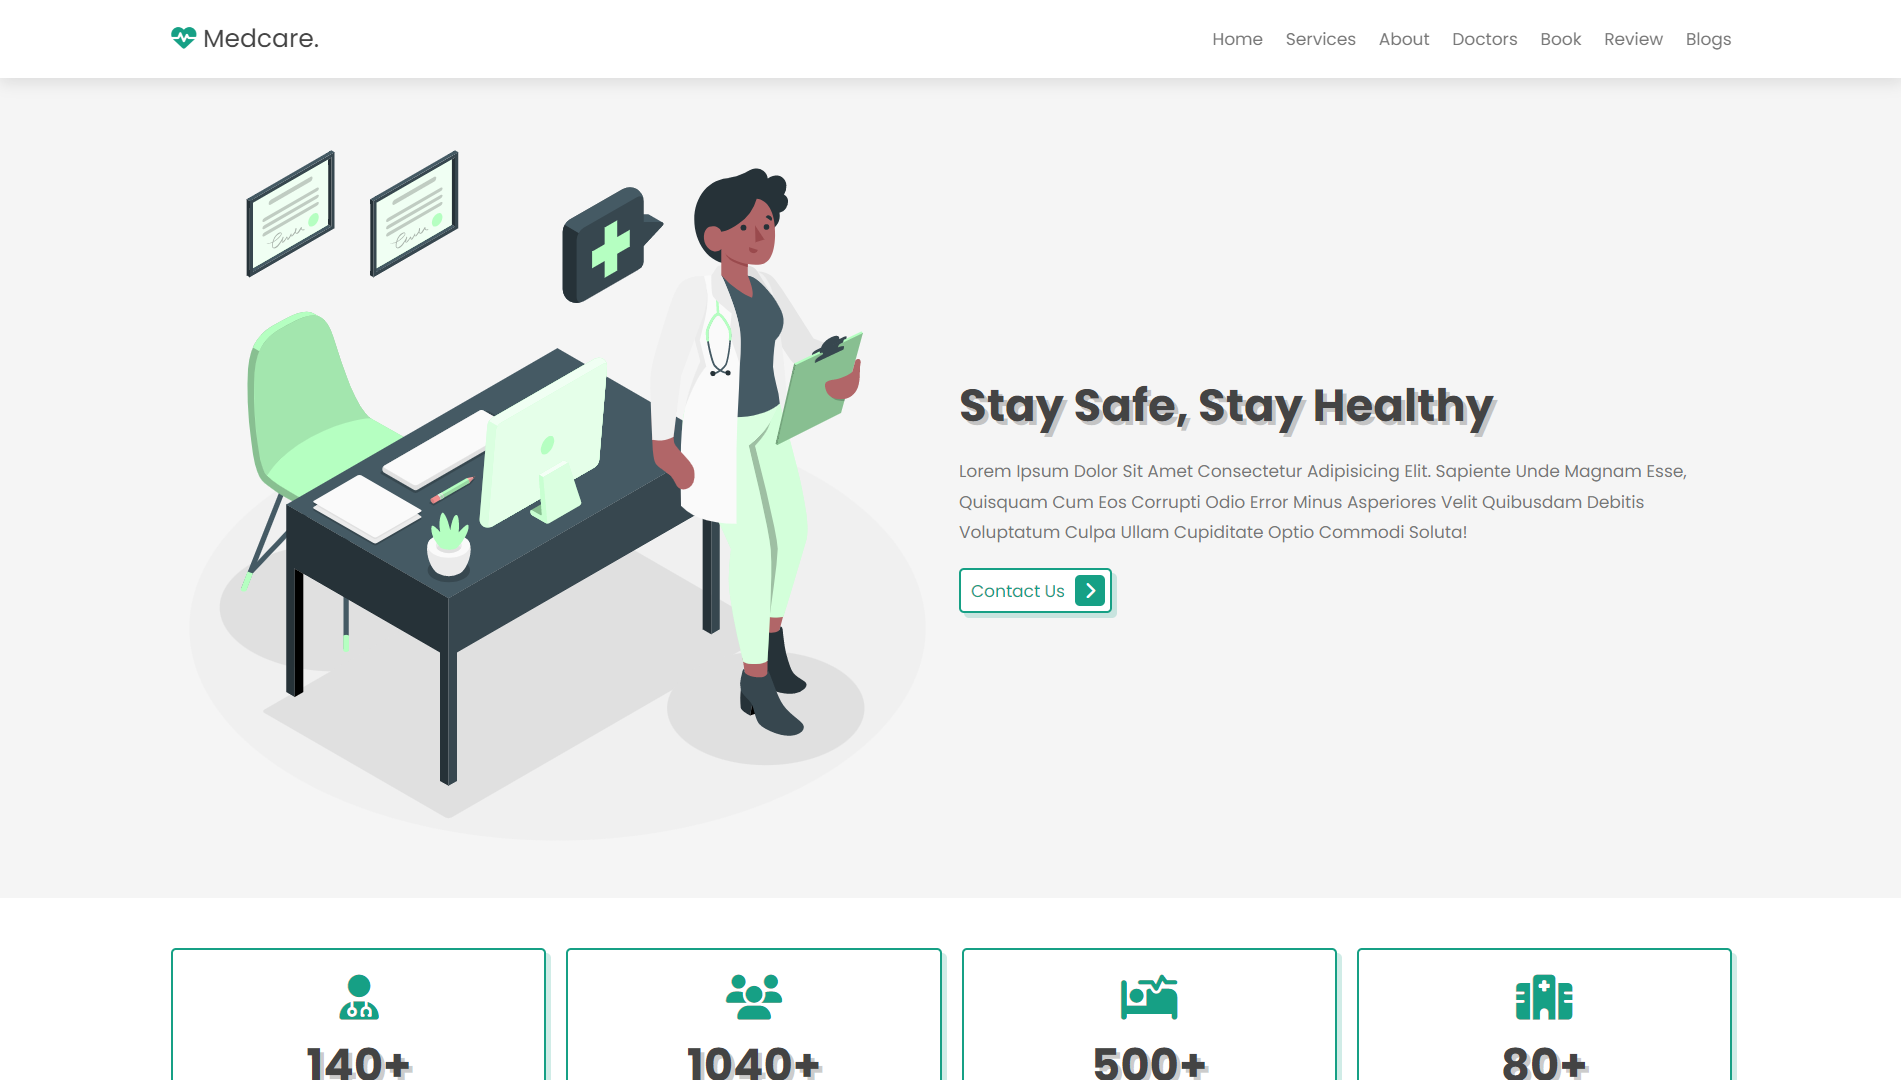 Medcare.
Home Services About Doctors Book Review Blogs
Stay Safe, Stay Healthy
Lorem Ipsum Dolor Sit Amet Consectetur Adipisicing Elit. Sapiente Unde Magnam Esse,
Quisquam Cum Eos Corrupti Odio Error Minus Asperiores Velit Quibusdam Debitis
Voluptatum Culpa Ullam Cupiditate Optio Commodi Soluta!
Contact Us
140+ 1040+ 500+ 80+